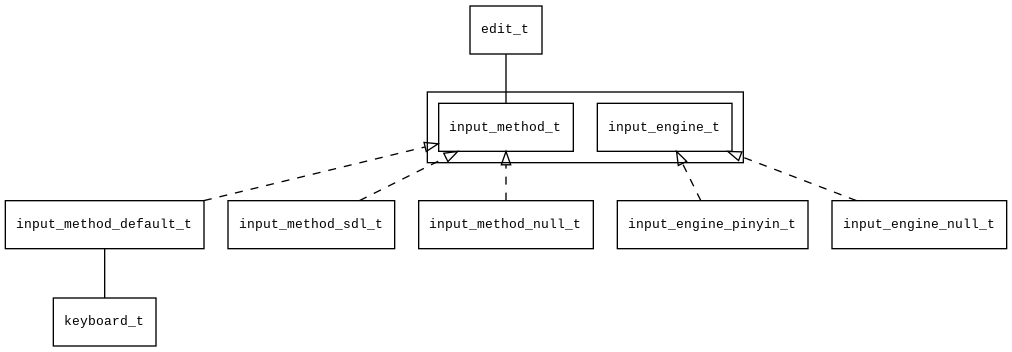 edit_t
input_method_t
input_engine_t
input_method_default_t
input_method_sdl_t
input_method_null_t
input_engine_pinyin_t
input_engine_null_t
keyboard_t